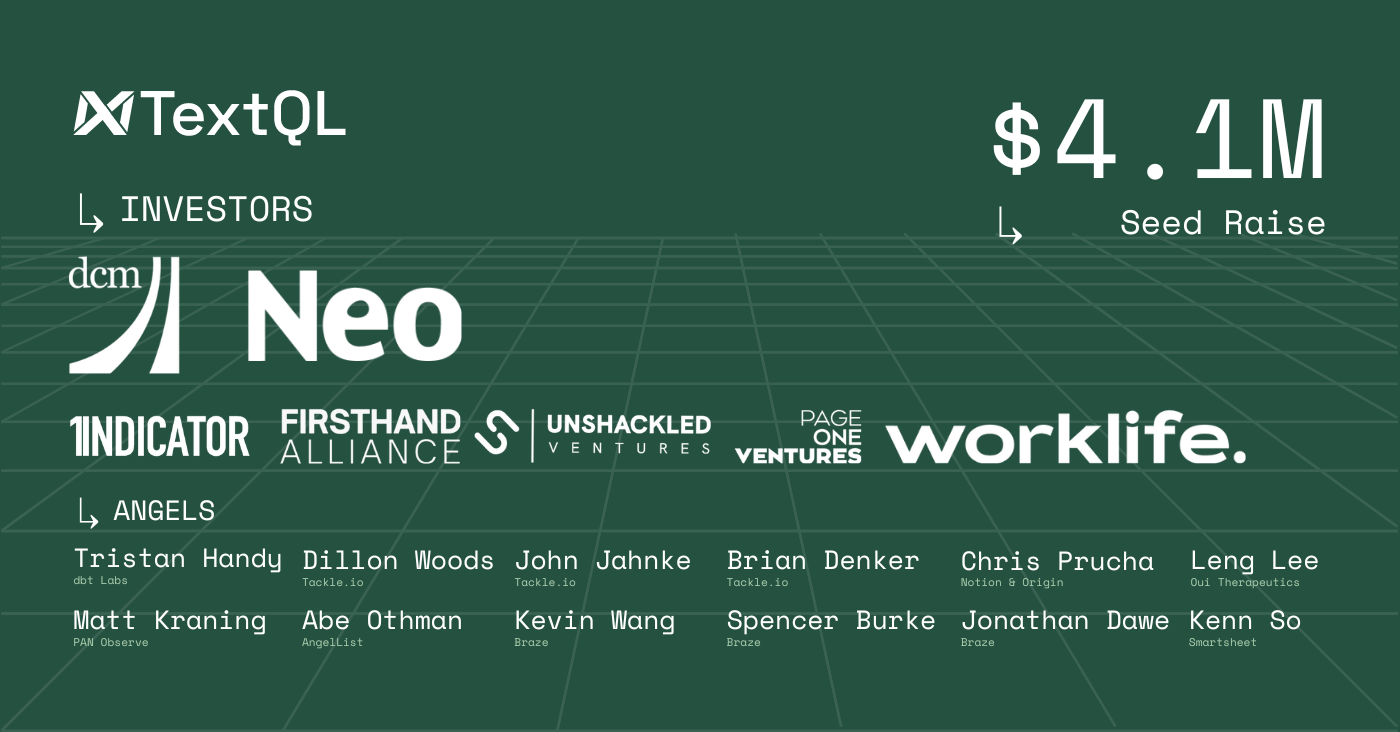 TextQL
$4.1M
INVESTORS
Seed Raise
dcm
Neo
1INDICATOR
FIRSTHAND
ALLIANCE
UNSHACKLED
VENTURES
PAGE
ONE
VENTURES
worklife.
ANGELS
Tristan Handy Dillon Woods John Jahnke Brian Denker Chris Prucha Leng Lee
dbt Labs Tackle.io Tackle.io Tackle.io Notion & Origin Oui Therapeutics
Matt Kraning Abe Othman Kevin Wang Spencer Burke Jonathan Dawe Kenn So
PAN Observe AngelList Braze Braze Braze Smartsheet